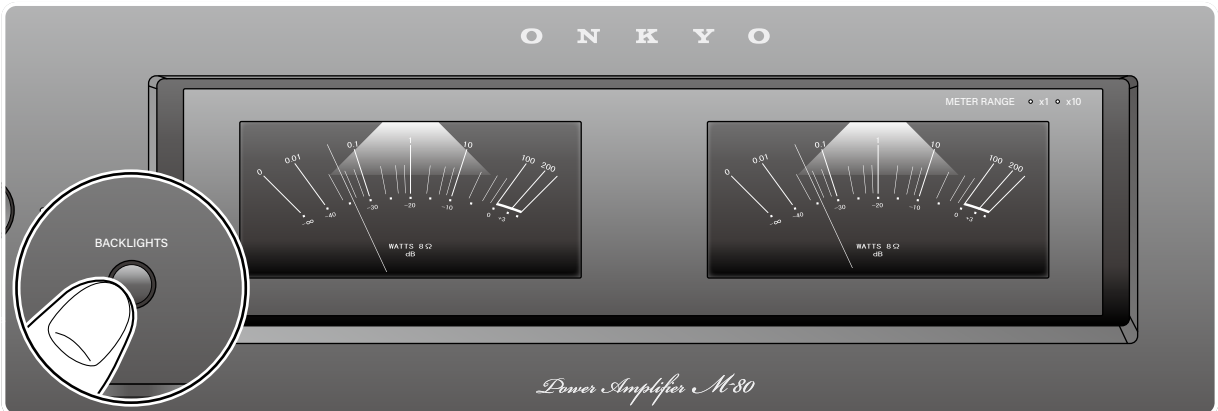 O N K Y O
METER RANGE x1 x10
0 0.01 0.1 1 10 100 200
-∞ -40 -30 -20 -10 0 +3
WATTS 8Ω
dB
0 0.01 0.1 1 10 100 200
-∞ -40 -30 -20 -10 0 +3
WATTS 8Ω
dB
BACKLIGHTS
Power Amplifier M-80